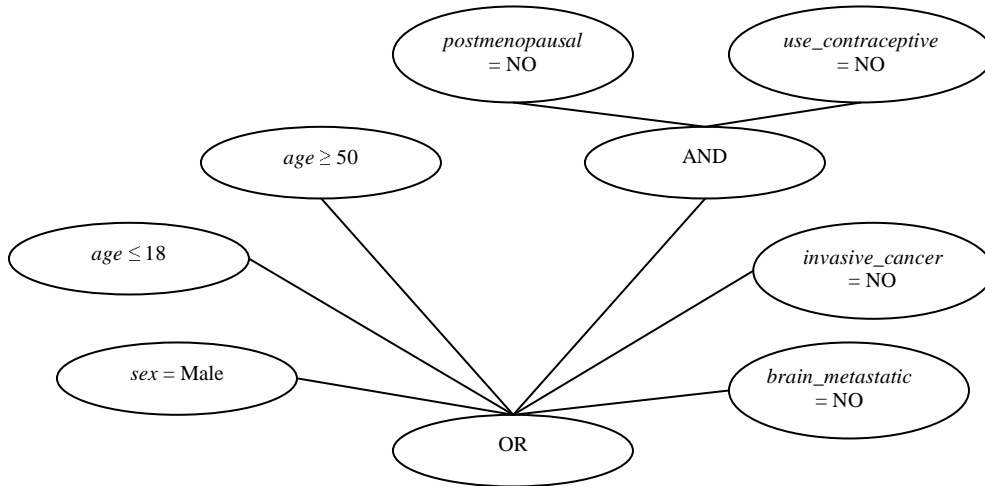 postmenopausal
= NO
use_contraceptive
= NO
age ≥ 50
AND
age ≤ 18
invasive_cancer
= NO
sex = Male
brain_metastatic
= NO
OR